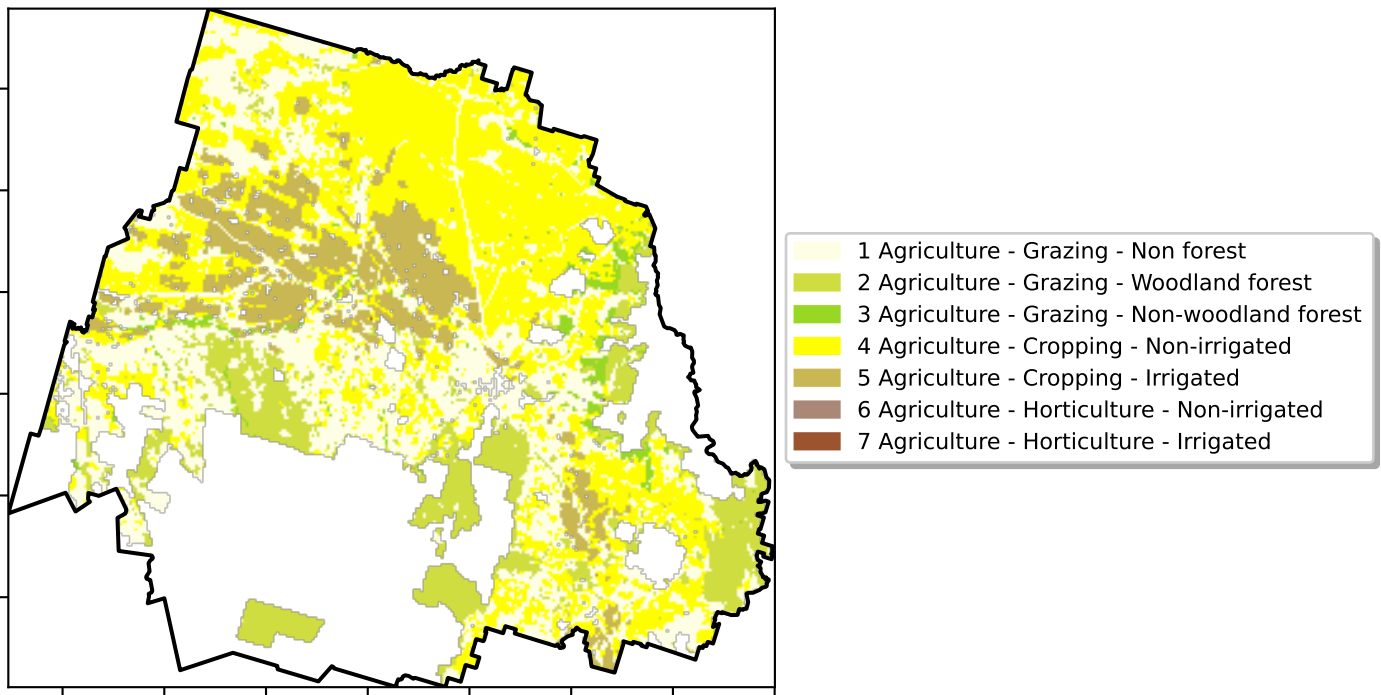 1 Agriculture - Grazing - Non forest
2 Agriculture - Grazing - Woodland forest
3 Agriculture - Grazing - Non-woodland forest
4 Agriculture - Cropping - Non-irrigated
5 Agriculture - Cropping - Irrigated
6 Agriculture - Horticulture - Non-irrigated
7 Agriculture - Horticulture - Irrigated